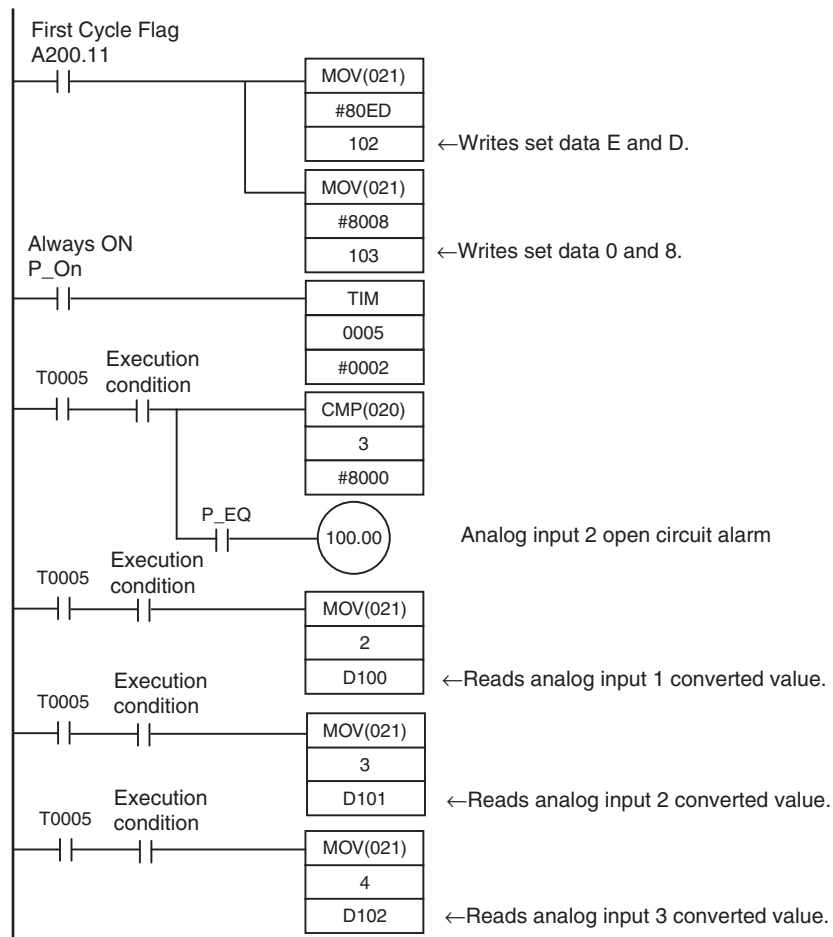 First Cycle Flag
A200.11
MOV(021)
#80ED
102 ←Writes set data E and D.
MOV(021)
#8008
103 ←Writes set data 0 and 8.
Always ON
P_On
TIM
0005
#0002
T0005 Execution
condition
CMP(020)
3
#8000
P_EQ
100.00 Analog input 2 open circuit alarm
T0005 Execution
condition
MOV(021)
2
D100 ←Reads analog input 1 converted value.
T0005 Execution
condition
MOV(021)
3
D101 ←Reads analog input 2 converted value.
T0005 Execution
condition
MOV(021)
4
D102 ←Reads analog input 3 converted value.